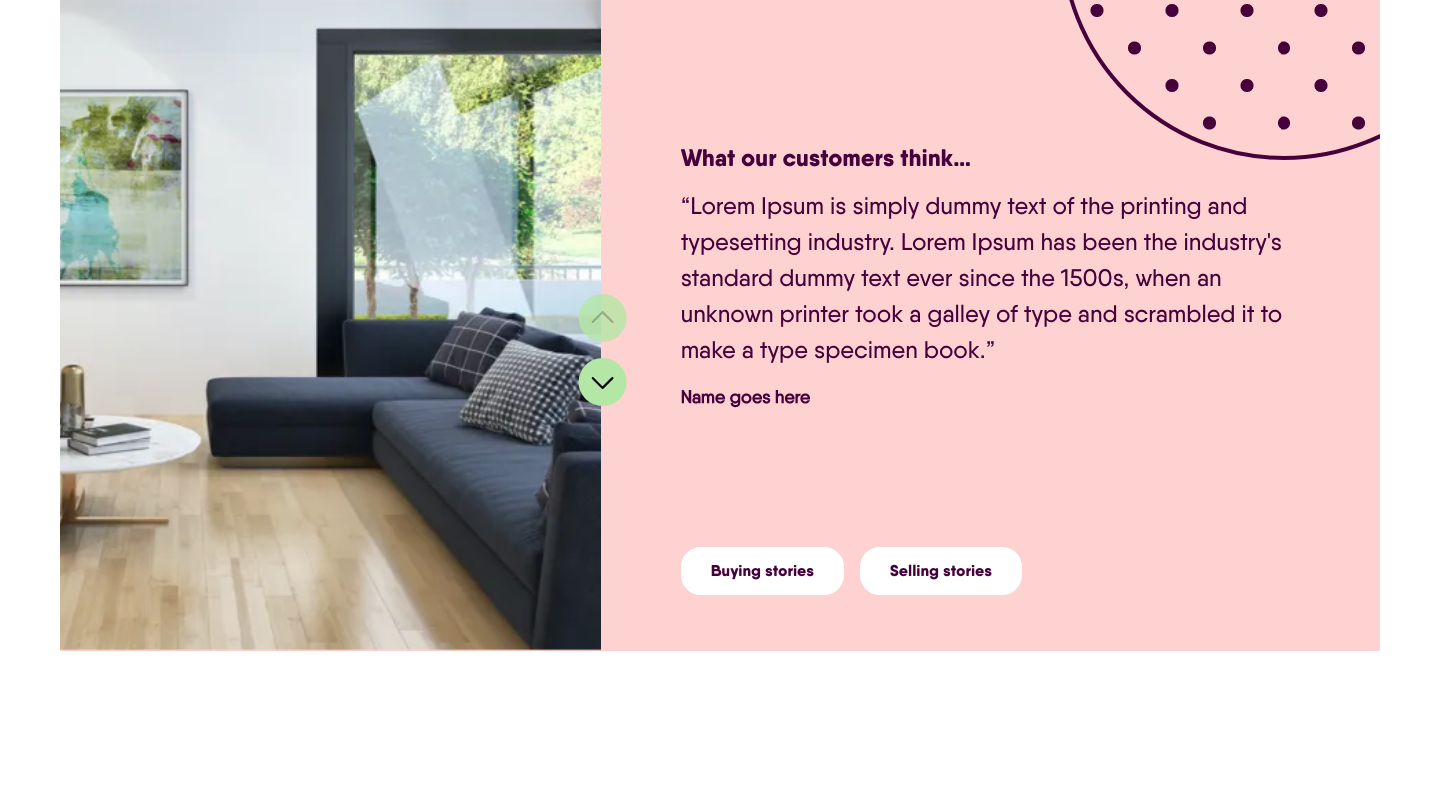 What our customers think...
“Lorem Ipsum is simply dummy text of the printing and
typesetting industry. Lorem Ipsum has been the industry's
standard dummy text ever since the 1500s, when an
unknown printer took a galley of type and scrambled it to
make a type specimen book.”
Name goes here
Buying stories
Selling stories